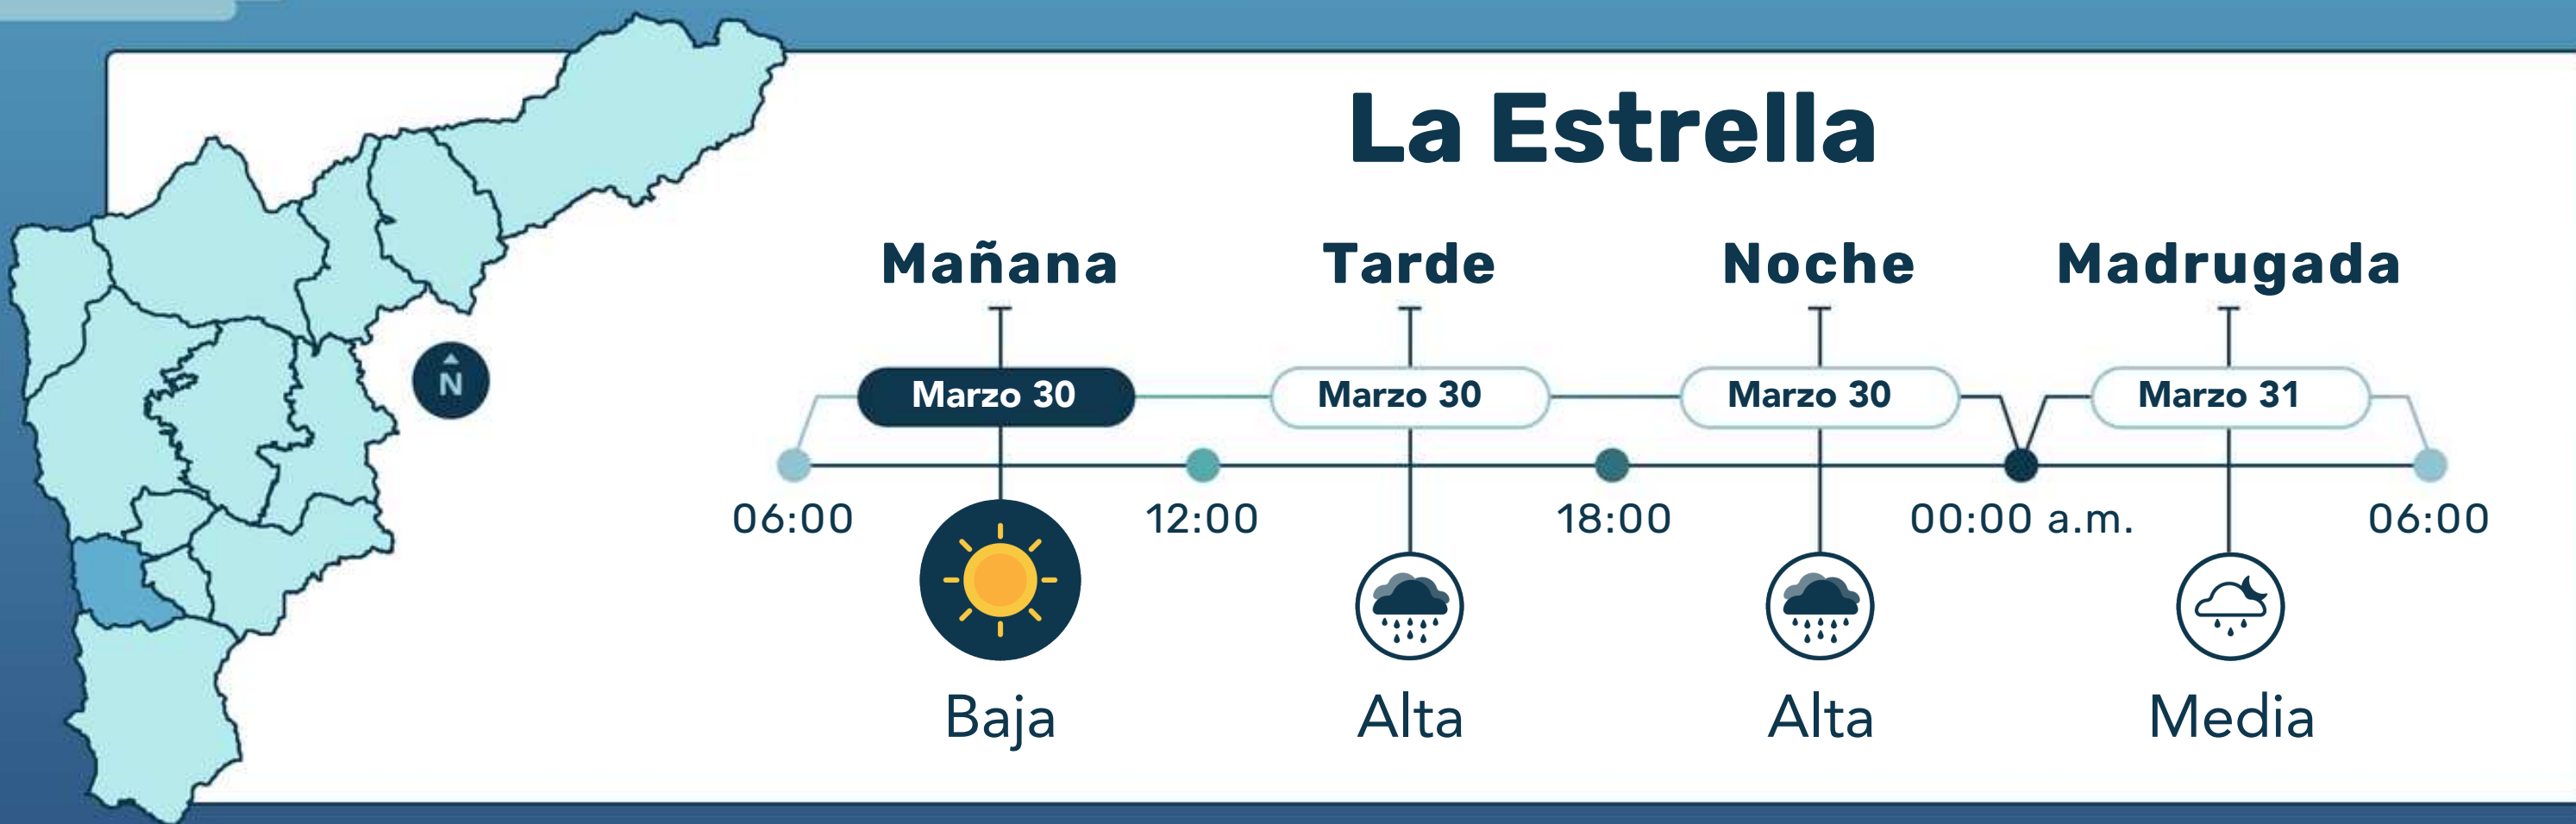 La Estrella
Mañana Tarde Noche Madrugada
N
Marzo 30 Marzo 30 Marzo 30 Marzo 31
06:00 12:00 18:00 00:00 a.m. 06:00
Baja Alta Alta Media